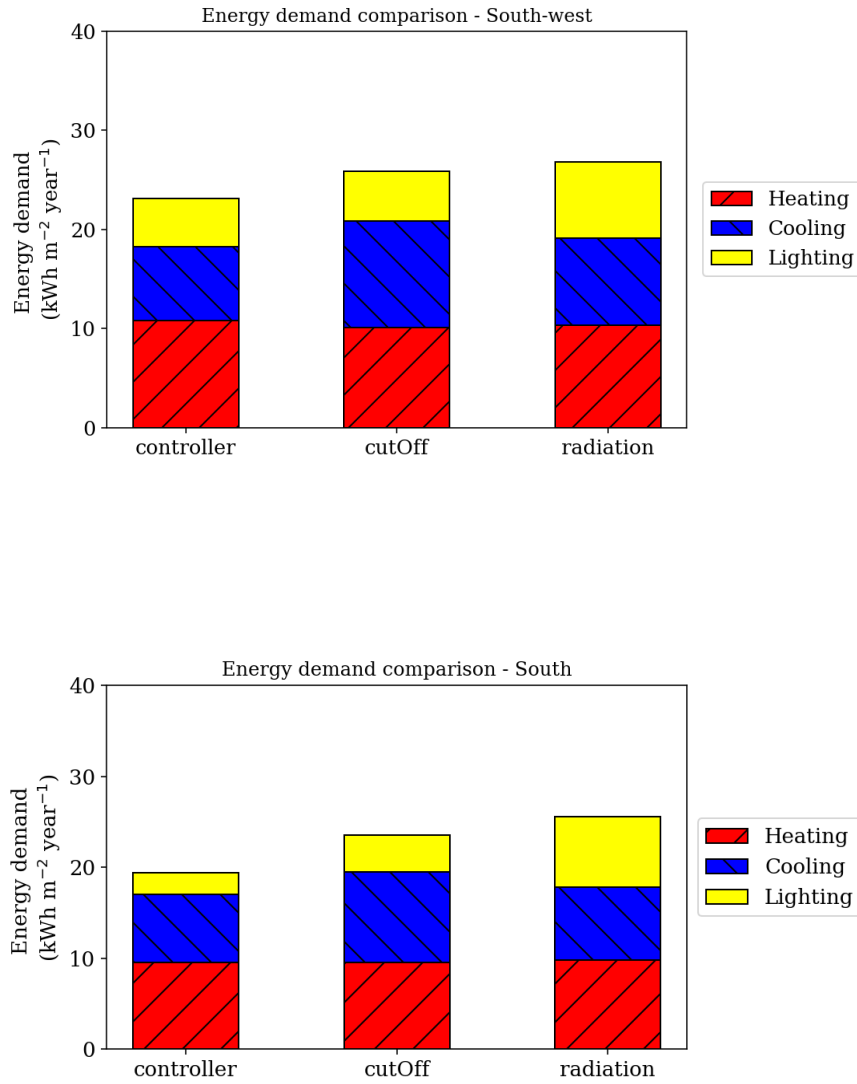 Energy demand comparison - South-west
40
30
20
10
0
Energy demand
(kWh m⁻² year⁻¹)
controller cutOff radiation
Heating
Cooling
Lighting
Energy demand comparison - South
40
30
20
10
0
Energy demand
(kWh m⁻² year⁻¹)
controller cutOff radiation
Heating
Cooling
Lighting